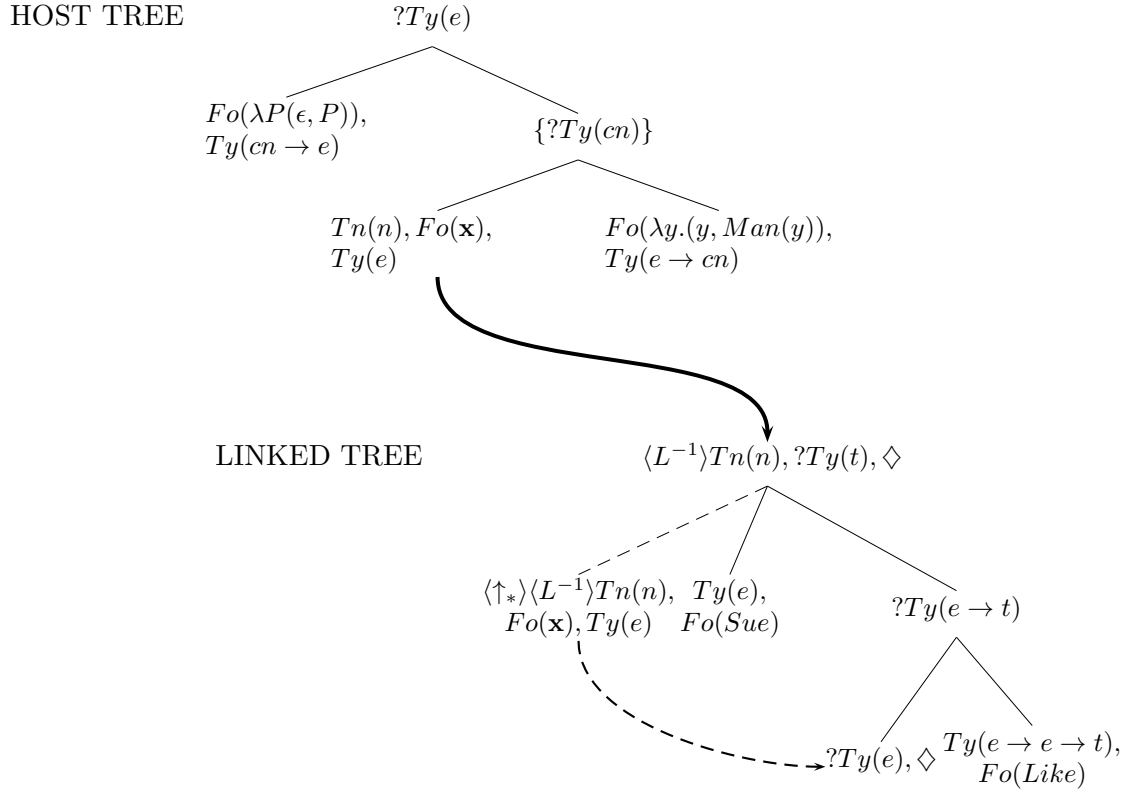 HOST TREE ?Ty(e)
Fo(λP(ϵ, P)),
Ty(cn → e)
{?Ty(cn)}
Tn(n), Fo(x),
Ty(e)
Fo(λy.(y, Man(y)),
Ty(e → cn)
LINKED TREE ⟨L⁻¹⟩Tn(n), ?Ty(t), ♢
⟨↑∗⟩⟨L⁻¹⟩Tn(n),
Fo(x), Ty(e)
Ty(e),
Fo(Sue)
?Ty(e → t)
?Ty(e), ♢
Ty(e → e → t),
Fo(Like)